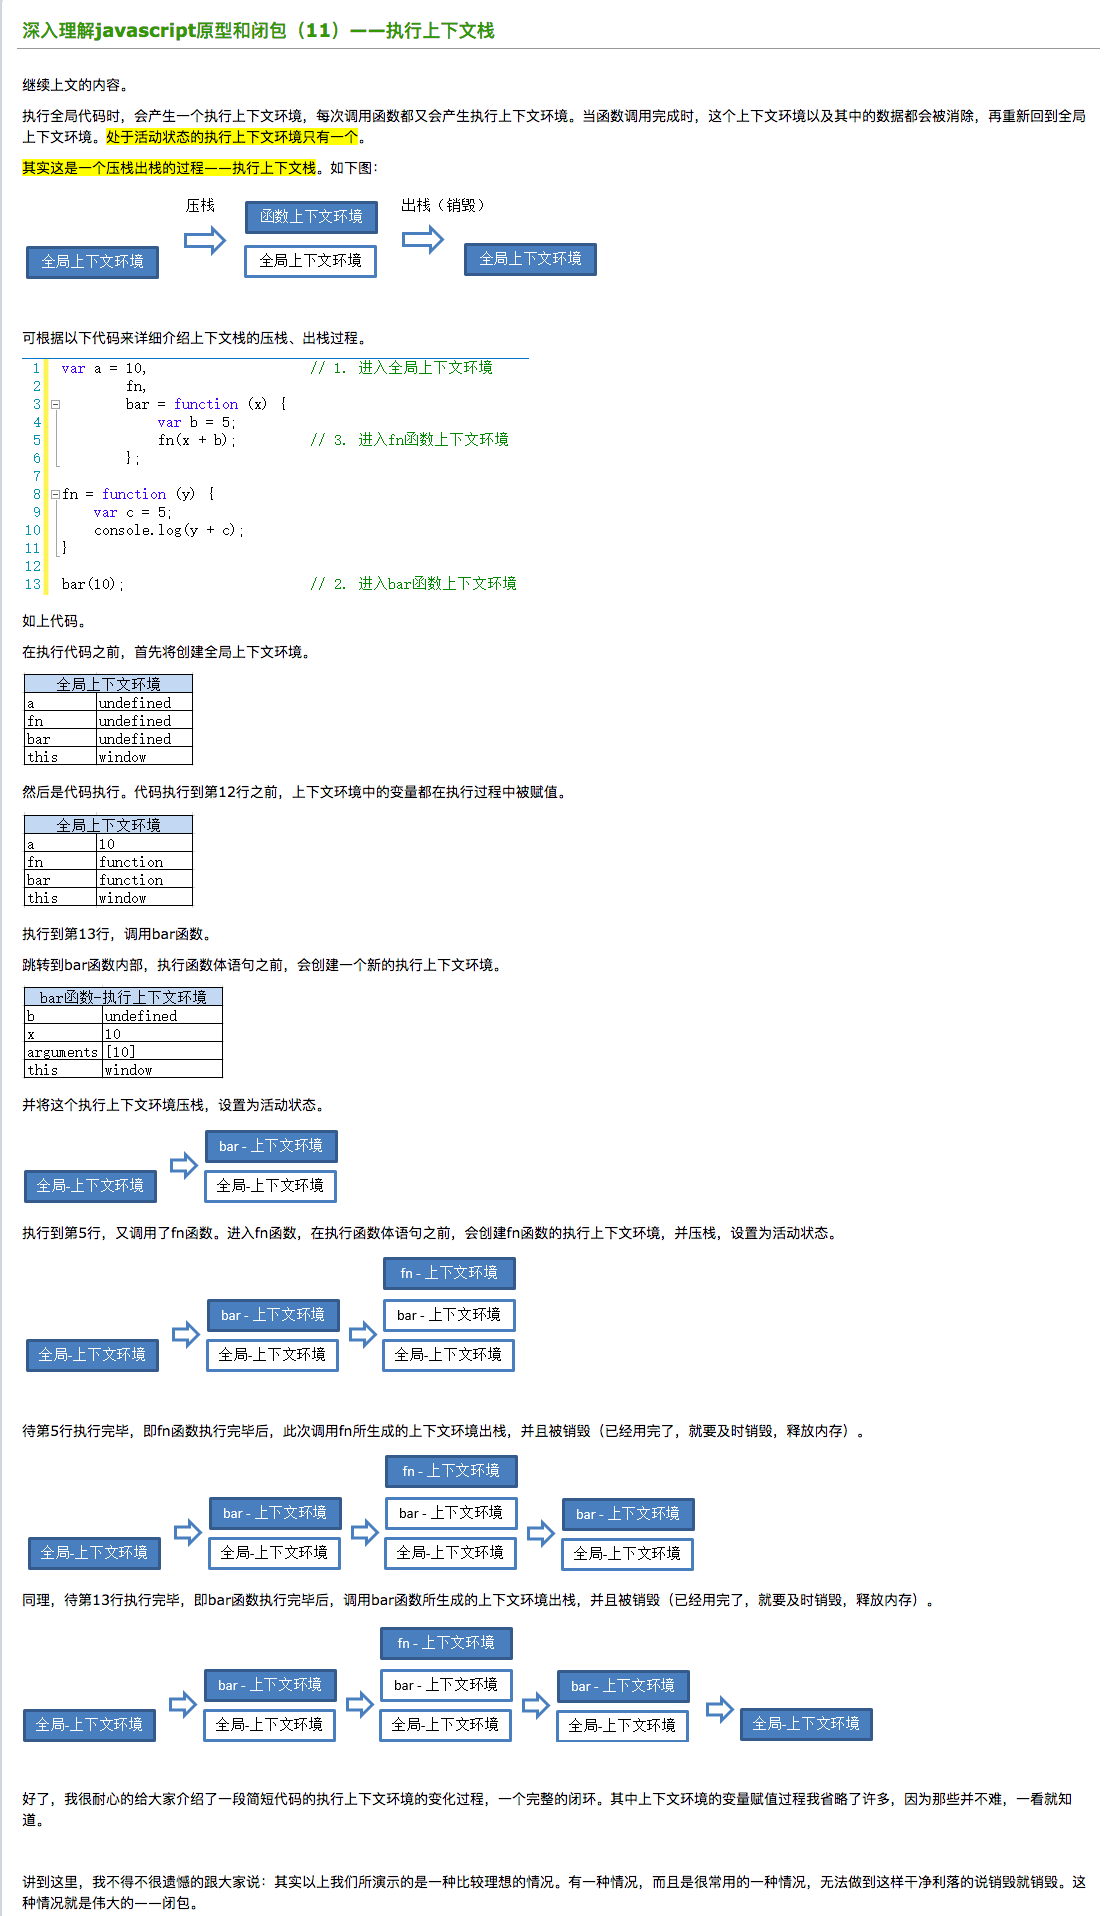 深入理解javascript原型和闭包（11）——执行上下文栈
继续上文的内容。
执行全局代码时，会产生一个执行上下文环境，每次调用函数都又会产生执行上下文环境。当函数调用完成时，这个上下文环境以及其中的数据都会被消除，再重新回到全局
上下文环境。处于活动状态的执行上下文环境只有一个。
其实这是一个压栈出栈的过程——执行上下文栈。如下图：
压栈
函数上下文环境
出栈（销毁）
全局上下文环境
全局上下文环境
全局上下文环境
可根据以下代码来详细介绍上下文栈的压栈、出栈过程。
1 var a = 10, // 1. 进入全局上下文环境
2 fn,
3 bar = function (x) {
4 var b = 5;
5 fn(x + b); // 3. 进入fn函数上下文环境
6 };
7
8 fn = function (y) {
9 var c = 5;
10 console.log(y + c);
11 }
12
13 bar(10); // 2. 进入bar函数上下文环境
如上代码。
在执行代码之前，首先将创建全局上下文环境。
全局上下文环境
a undefined
fn undefined
bar undefined
this window
然后是代码执行。代码执行到第12行之前，上下文环境中的变量都在执行过程中被赋值。
全局上下文环境
a 10
fn function
bar function
this window
执行到第13行，调用bar函数。
跳转到bar函数内部，执行函数体语句之前，会创建一个新的执行上下文环境。
bar函数-执行上下文环境
b undefined
x 10
arguments [10]
this window
并将这个执行上下文环境压栈，设置为活动状态。
bar - 上下文环境
全局-上下文环境
全局-上下文环境
执行到第5行，又调用了fn函数。进入fn函数，在执行函数体语句之前，会创建fn函数的执行上下文环境，并压栈，设置为活动状态。
fn - 上下文环境
bar - 上下文环境
bar - 上下文环境
全局-上下文环境
全局-上下文环境
全局-上下文环境
待第5行执行完毕，即fn函数执行完毕后，此次调用fn所生成的上下文环境出栈，并且被销毁（已经用完了，就要及时销毁，释放内存）。
fn - 上下文环境
bar - 上下文环境
bar - 上下文环境
bar - 上下文环境
全局-上下文环境
全局-上下文环境
全局-上下文环境
全局-上下文环境
同理，待第13行执行完毕，即bar函数执行完毕后，调用bar函数所生成的上下文环境出栈，并且被销毁（已经用完了，就要及时销毁，释放内存）。
fn - 上下文环境
bar - 上下文环境
bar - 上下文环境
bar - 上下文环境
全局-上下文环境
全局-上下文环境
全局-上下文环境
全局-上下文环境
全局-上下文环境
好了，我很耐心的给大家介绍了一段简短代码的执行上下文环境的变化过程，一个完整的闭环。其中上下文环境的变量赋值过程我省略了许多，因为那些并不难，一看就知
道。
讲到这里，我不得不很遗憾的跟大家说：其实以上我们所演示的是一种比较理想的情况。有一种情况，而且是很常用的一种情况，无法做到这样干净利落的说销毁就销毁。这
种情况就是伟大的——闭包。